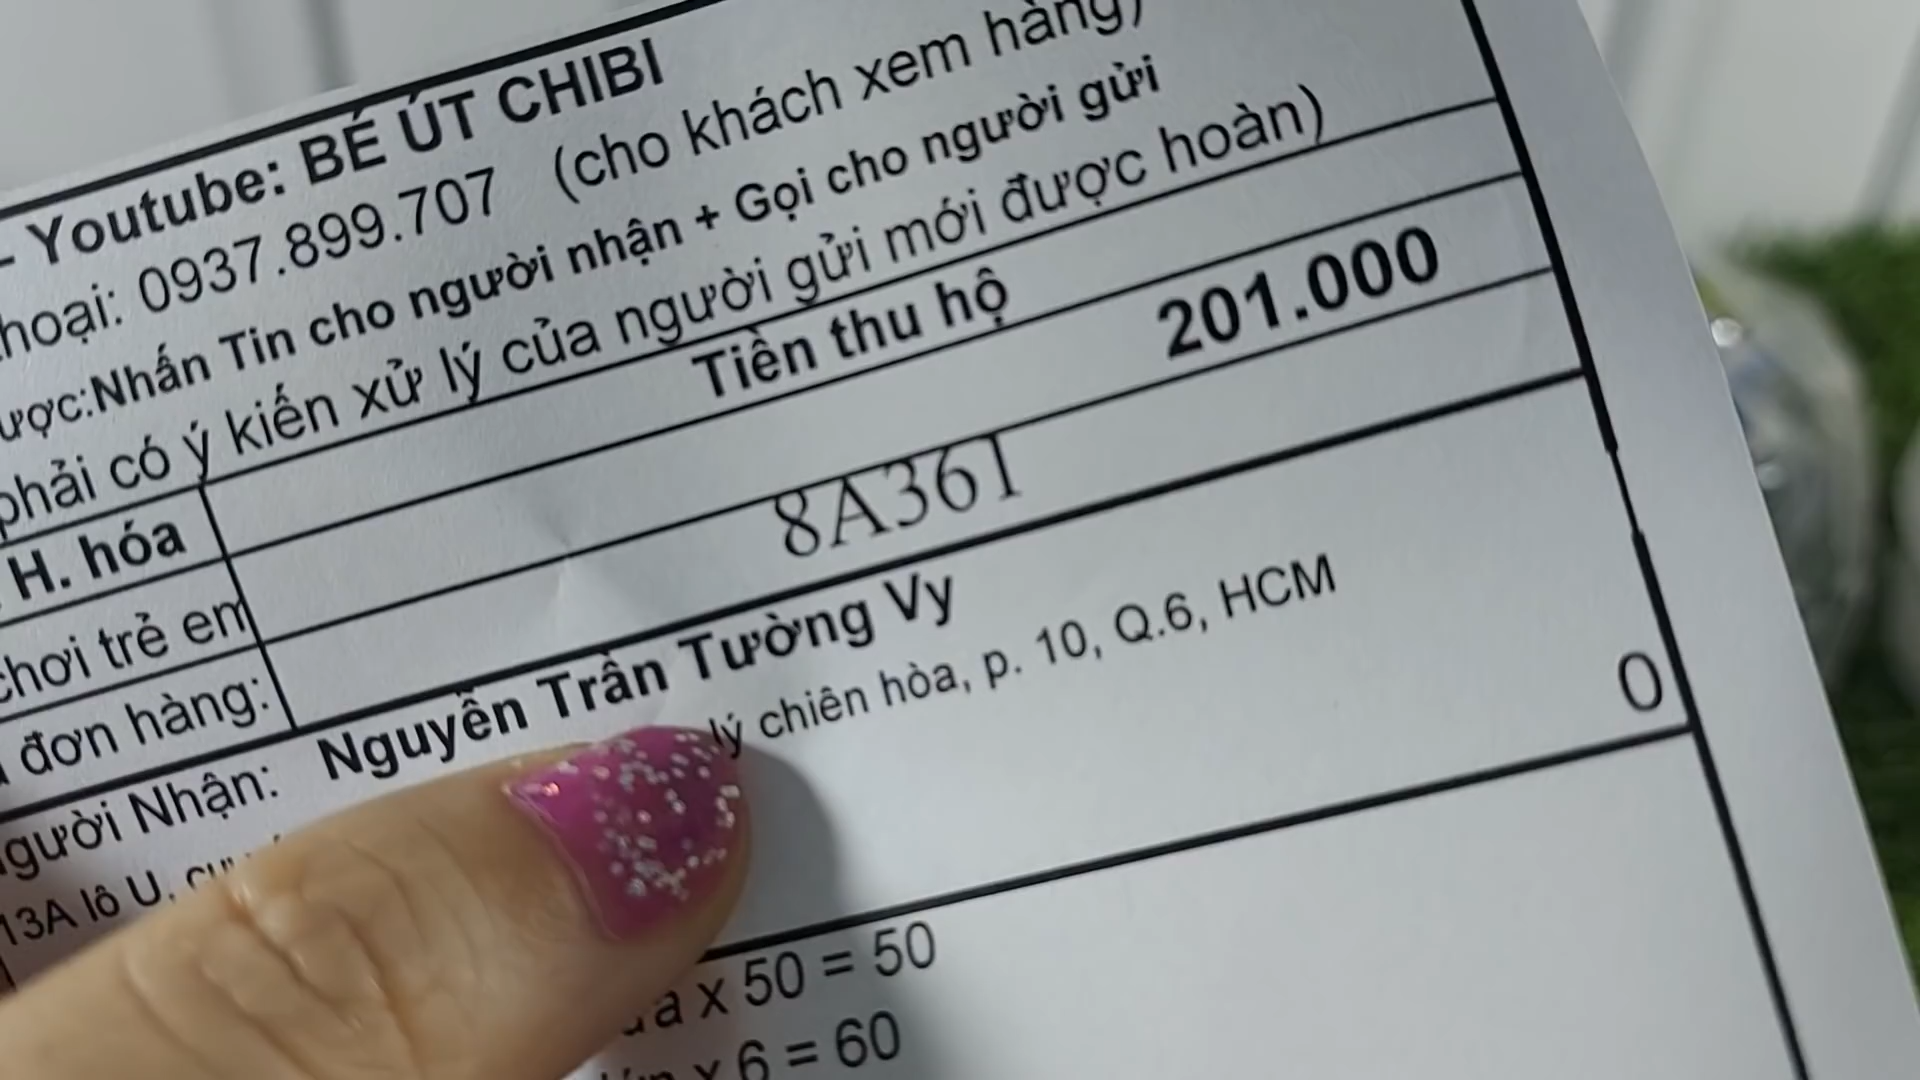 - Youtube: BÉ ÚT CHIBI
hoại: 0937.899.707 (cho khách xem hàng)
ược:Nhấn Tin cho người nhận + Gọi cho người gửi
phải có ý kiến xử lý của người gửi mới được hoàn)
H. hóa
Tiền thu hộ 201.000
chơi trẻ em
đơn hàng: 8A361
gười Nhận: Nguyễn Trần Tường Vy
13A lô U, lý chiên hòa, p. 10, Q.6, HCM
0
x 50 = 50
x 6 = 60